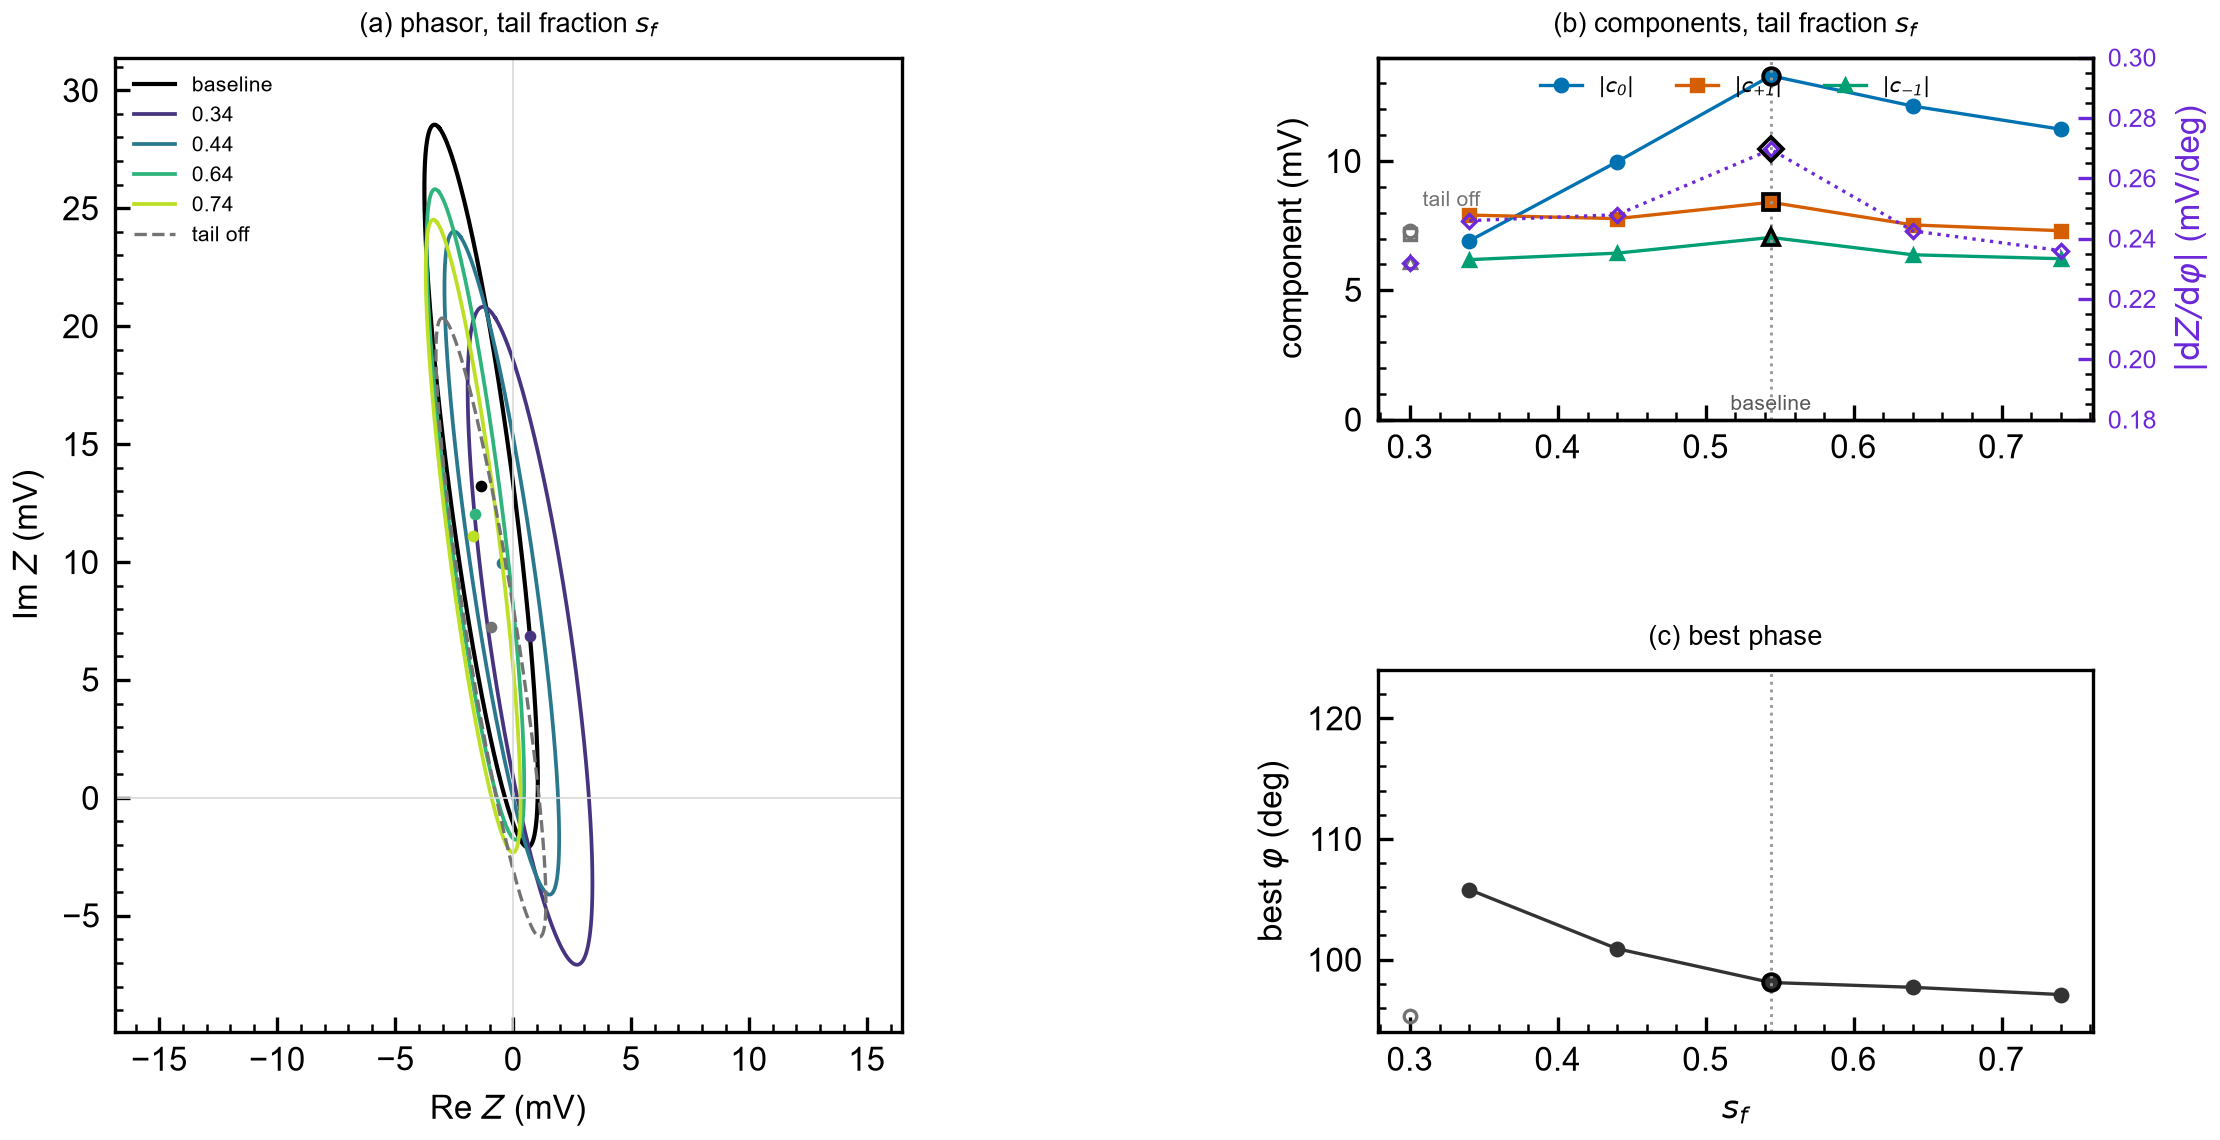 (a) phasor, tail fraction s_f
baseline
0.34
0.44
0.64
0.74
tail off
30
25
20
15
10
5
0
−5
−15
−10
−5
0
5
10
15
Im Z (mV)
Re Z (mV)
(b) components, tail fraction s_f
|c_0|
|c_{+1}|
|c_{−1}|
tail off
baseline
10
5
0
component (mV)
0.3
0.4
0.5
0.6
0.7
0.30
0.28
0.26
0.24
0.22
0.20
0.18
|dZ/dφ| (mV/deg)
(c) best phase
120
110
100
best φ (deg)
0.3
0.4
0.5
0.6
0.7
s_f